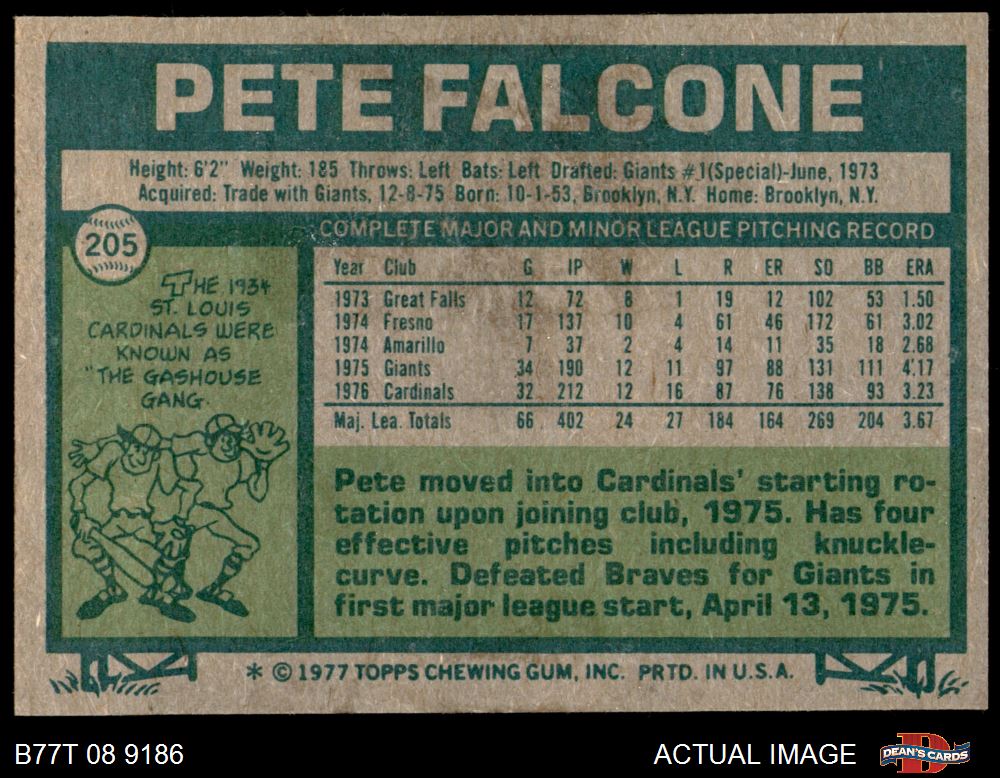 PETE FALCONE
Height: 6'2" Weight: 185 Throws: Left Bats: Left Drafted: Giants #1(Special)-June, 1973
Acquired: Trade with Giants, 12-8-75 Born: 10-1-53, Brooklyn, N.Y. Home: Brooklyn, N.Y.
205
THE 1934
ST. LOUIS
CARDINALS WERE
KNOWN AS
"THE GASHOUSE
GANG.
COMPLETE MAJOR AND MINOR LEAGUE PITCHING RECORD
Year Club G IP W L R ER SO BB ERA
1973 Great Falls 12 72 8 1 19 12 102 53 1.50
1974 Fresno 17 137 10 4 61 46 172 61 3.02
1974 Amarillo 7 37 2 4 14 11 35 18 2.68
1975 Giants 34 190 12 11 97 88 131 111 4.17
1976 Cardinals 32 212 12 16 87 76 138 93 3.23
Maj. Lea. Totals 66 402 24 27 184 164 269 204 3.67
Pete moved into Cardinals' starting ro-
tation upon joining club, 1975. Has four
effective pitches including knuckle-
curve. Defeated Braves for Giants in
first major league start, April 13, 1975.
* © 1977 TOPPS CHEWING GUM, INC. PRTD. IN U.S.A.
B77T 08 9186
ACTUAL IMAGE
D
DEAN'S CARDS